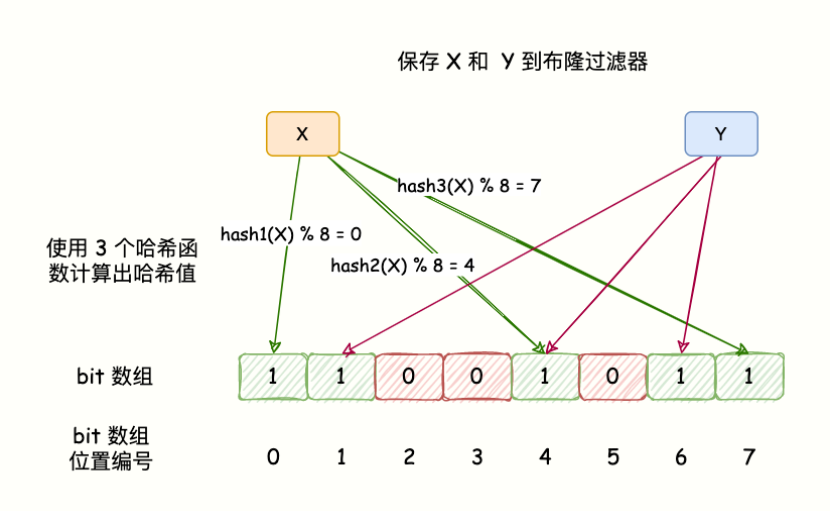 保存 X 和 Y 到布隆过滤器
X
Y
hash3(X) % 8 = 7
hash1(X) % 8 = 0
使用 3 个哈希函
数计算出哈希值
hash2(X) % 8 = 4
bit 数组
1 1 0 0 1 0 1 1
bit 数组
位置编号
0 1 2 3 4 5 6 7